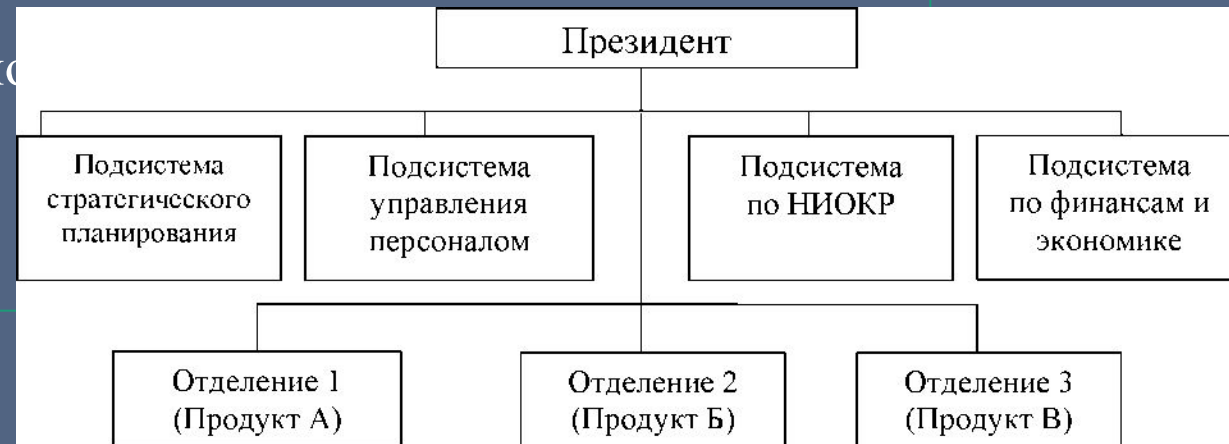 Президент
Подсистема
стратегического
планирования
Подсистема
управления
персоналом
Подсистема
по НИОКР
Подсистема
по финансам и
экономике
Отделение 1
(Продукт А)
Отделение 2
(Продукт Б)
Отделение 3
(Продукт В)